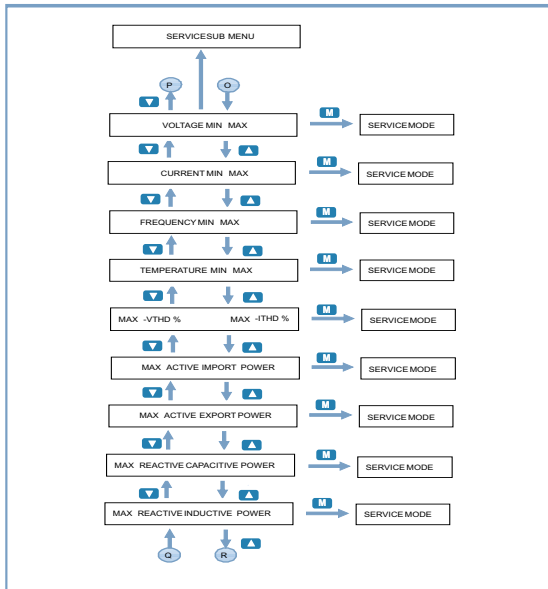 SERVICE SUB MENU
P O
VOLTAGE MIN MAX M SERVICE MODE
CURRENT MIN MAX M SERVICE MODE
FREQUENCY MIN MAX M SERVICE MODE
TEMPERATURE MIN MAX M SERVICE MODE
MAX -VTHD % MAX -ITHD % M SERVICE MODE
MAX ACTIVE IMPORT POWER M SERVICE MODE
MAX ACTIVE EXPORT POWER M SERVICE MODE
MAX REACTIVE CAPACITIVE POWER M SERVICE MODE
MAX REACTIVE INDUCTIVE POWER M SERVICE MODE
Q R